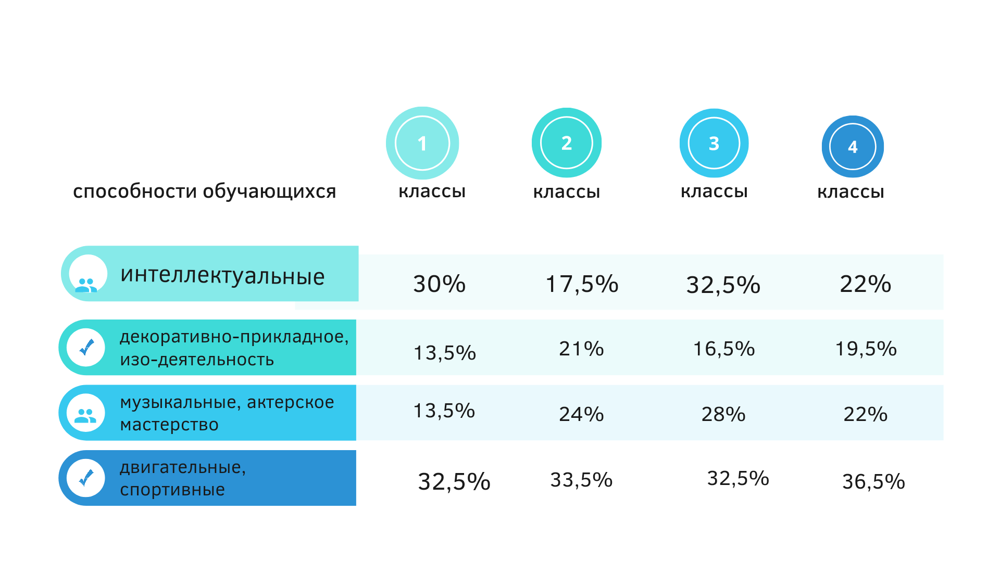 1 2 3 4
способности обучающихся классы классы классы классы
интеллектуальные 30% 17,5% 32,5% 22%
декоративно-прикладное,
изо-деятельность 13,5% 21% 16,5% 19,5%
музыкальные, актерское
мастерство 13,5% 24% 28% 22%
двигательные,
спортивные 32,5% 33,5% 32,5% 36,5%